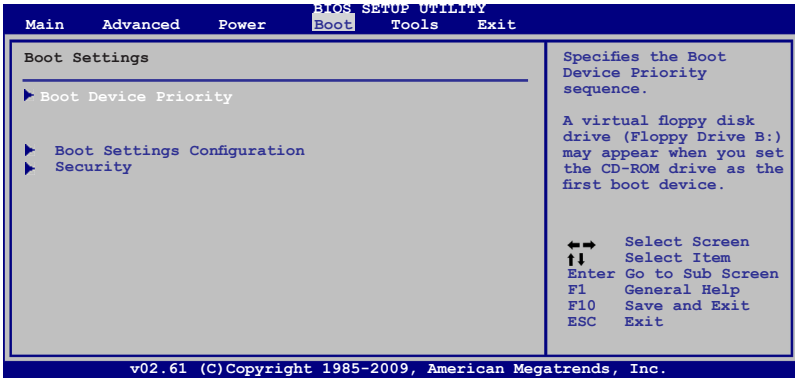 BIOS SETUP UTILITY
Main Advanced Power Boot Tools Exit
Boot Settings
Boot Device Priority
Boot Settings Configuration
Security
Specifies the Boot
Device Priority
sequence.
A virtual floppy disk
drive (Floppy Drive B:)
may appear when you set
the CD-ROM drive as the
first boot device.
Select Screen
Select Item
Enter Go to Sub Screen
F1 General Help
F10 Save and Exit
ESC Exit
v02.61 (C)Copyright 1985-2009, American Megatrends, Inc.